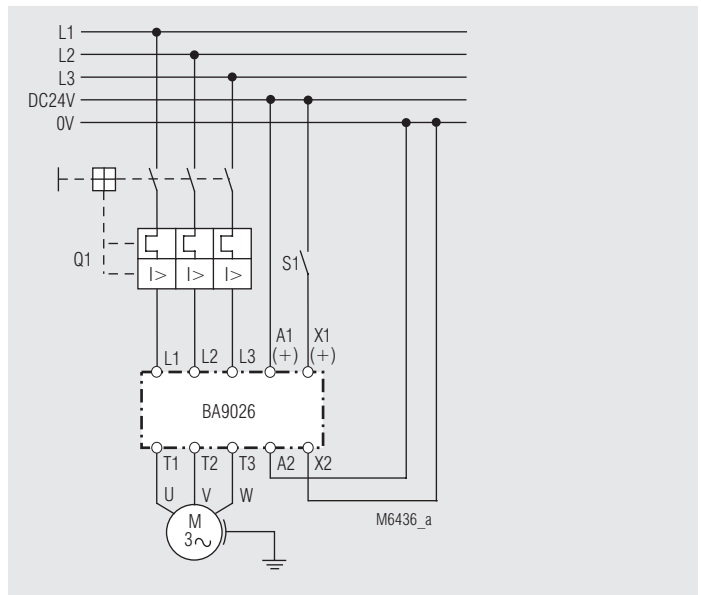 L1
L2
L3
DC24V
0V
Q1
I> I> I>
S1
A1 X1
(+) (+)
L1 L2 L3
BA9026
T1 T2 T3 A2 X2
U V W
M
3~
M6436_a